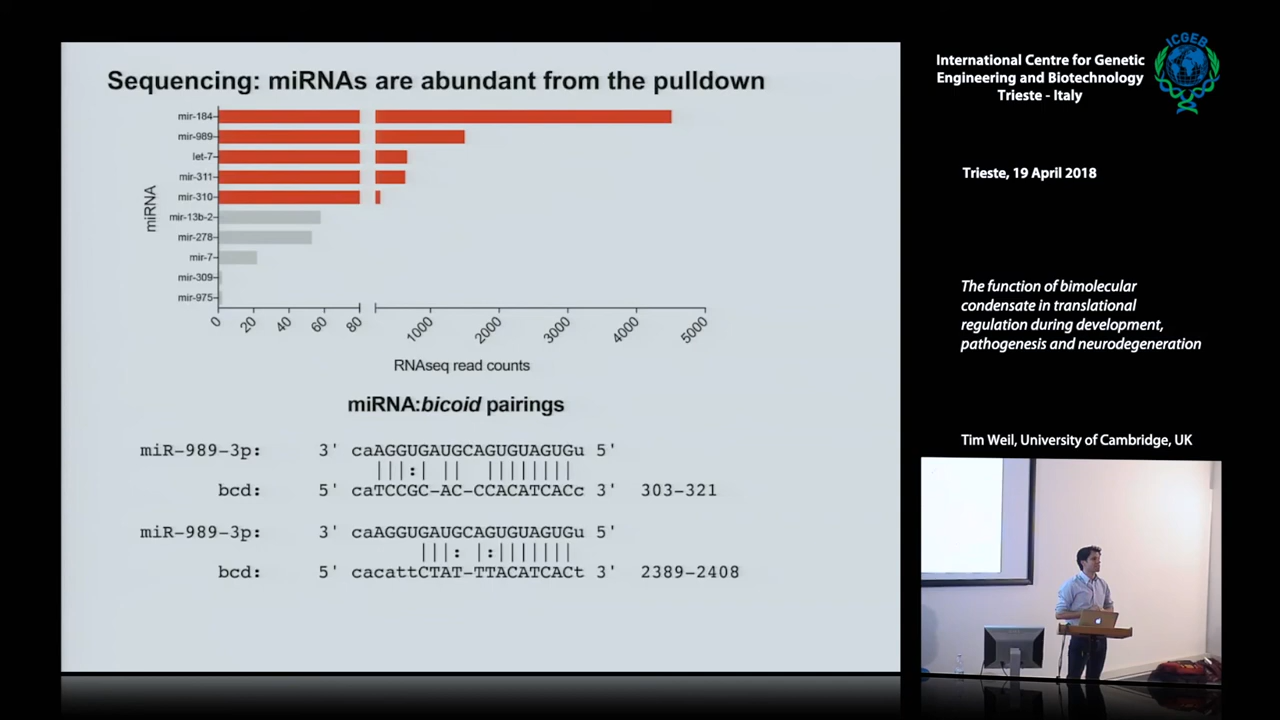 Sequencing: miRNAs are abundant from the pulldown
miRNA
mir-184
mir-989
let-7
mir-311
mir-310
mir-13b-2
mir-278
mir-7
mir-309
mir-975
0 20 40 60 80 1000 2000 3000 4000 5000
RNAseq read counts
miRNA:bicoid pairings
miR-989-3p: 3' caAGGUGAUGCAGUGUAGUGu 5'
|||:| || ||||||||
bcd: 5' caTCCGC-AC-CCACATCACc 3' 303-321
miR-989-3p: 3' caAGGUGAUGCAGUGUAGUGu 5'
|||: |:|||||||
bcd: 5' cacattCTAT-TTACATCACt 3' 2389-2408
ICGEB
International Centre for Genetic
Engineering and Biotechnology
Trieste - Italy
Trieste, 19 April 2018
The function of bimolecular
condensate in translational
regulation during development,
pathogenesis and neurodegeneration
Tim Weil, University of Cambridge, UK